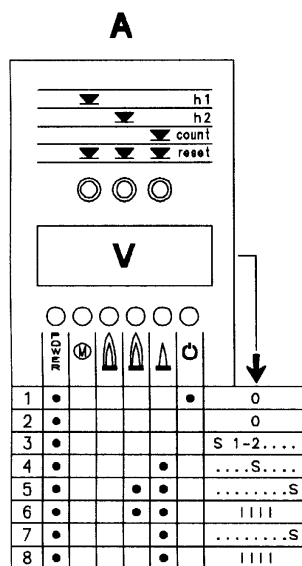 A
h1
h2
count
reset
V
POWER M
1 0
2 0
3 S 1-2....
4 ....S....
5 ........S
6 IIII
7 ........S
8 IIII